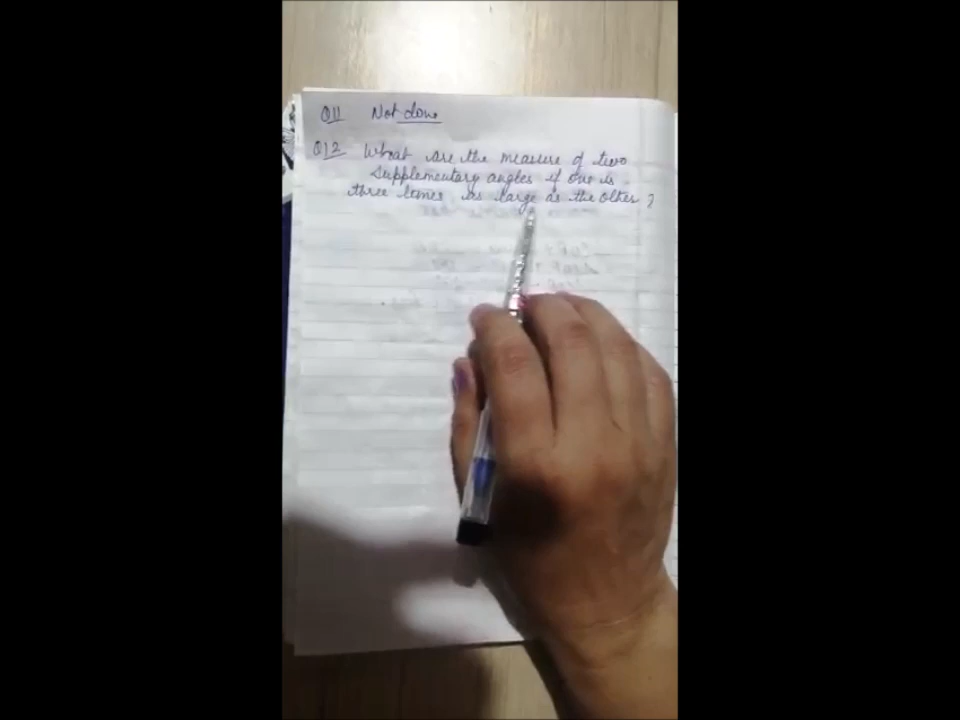 Q11 Not done
Q12 What are the measure of two
supplementary angles if one is
three times as large as the other ?